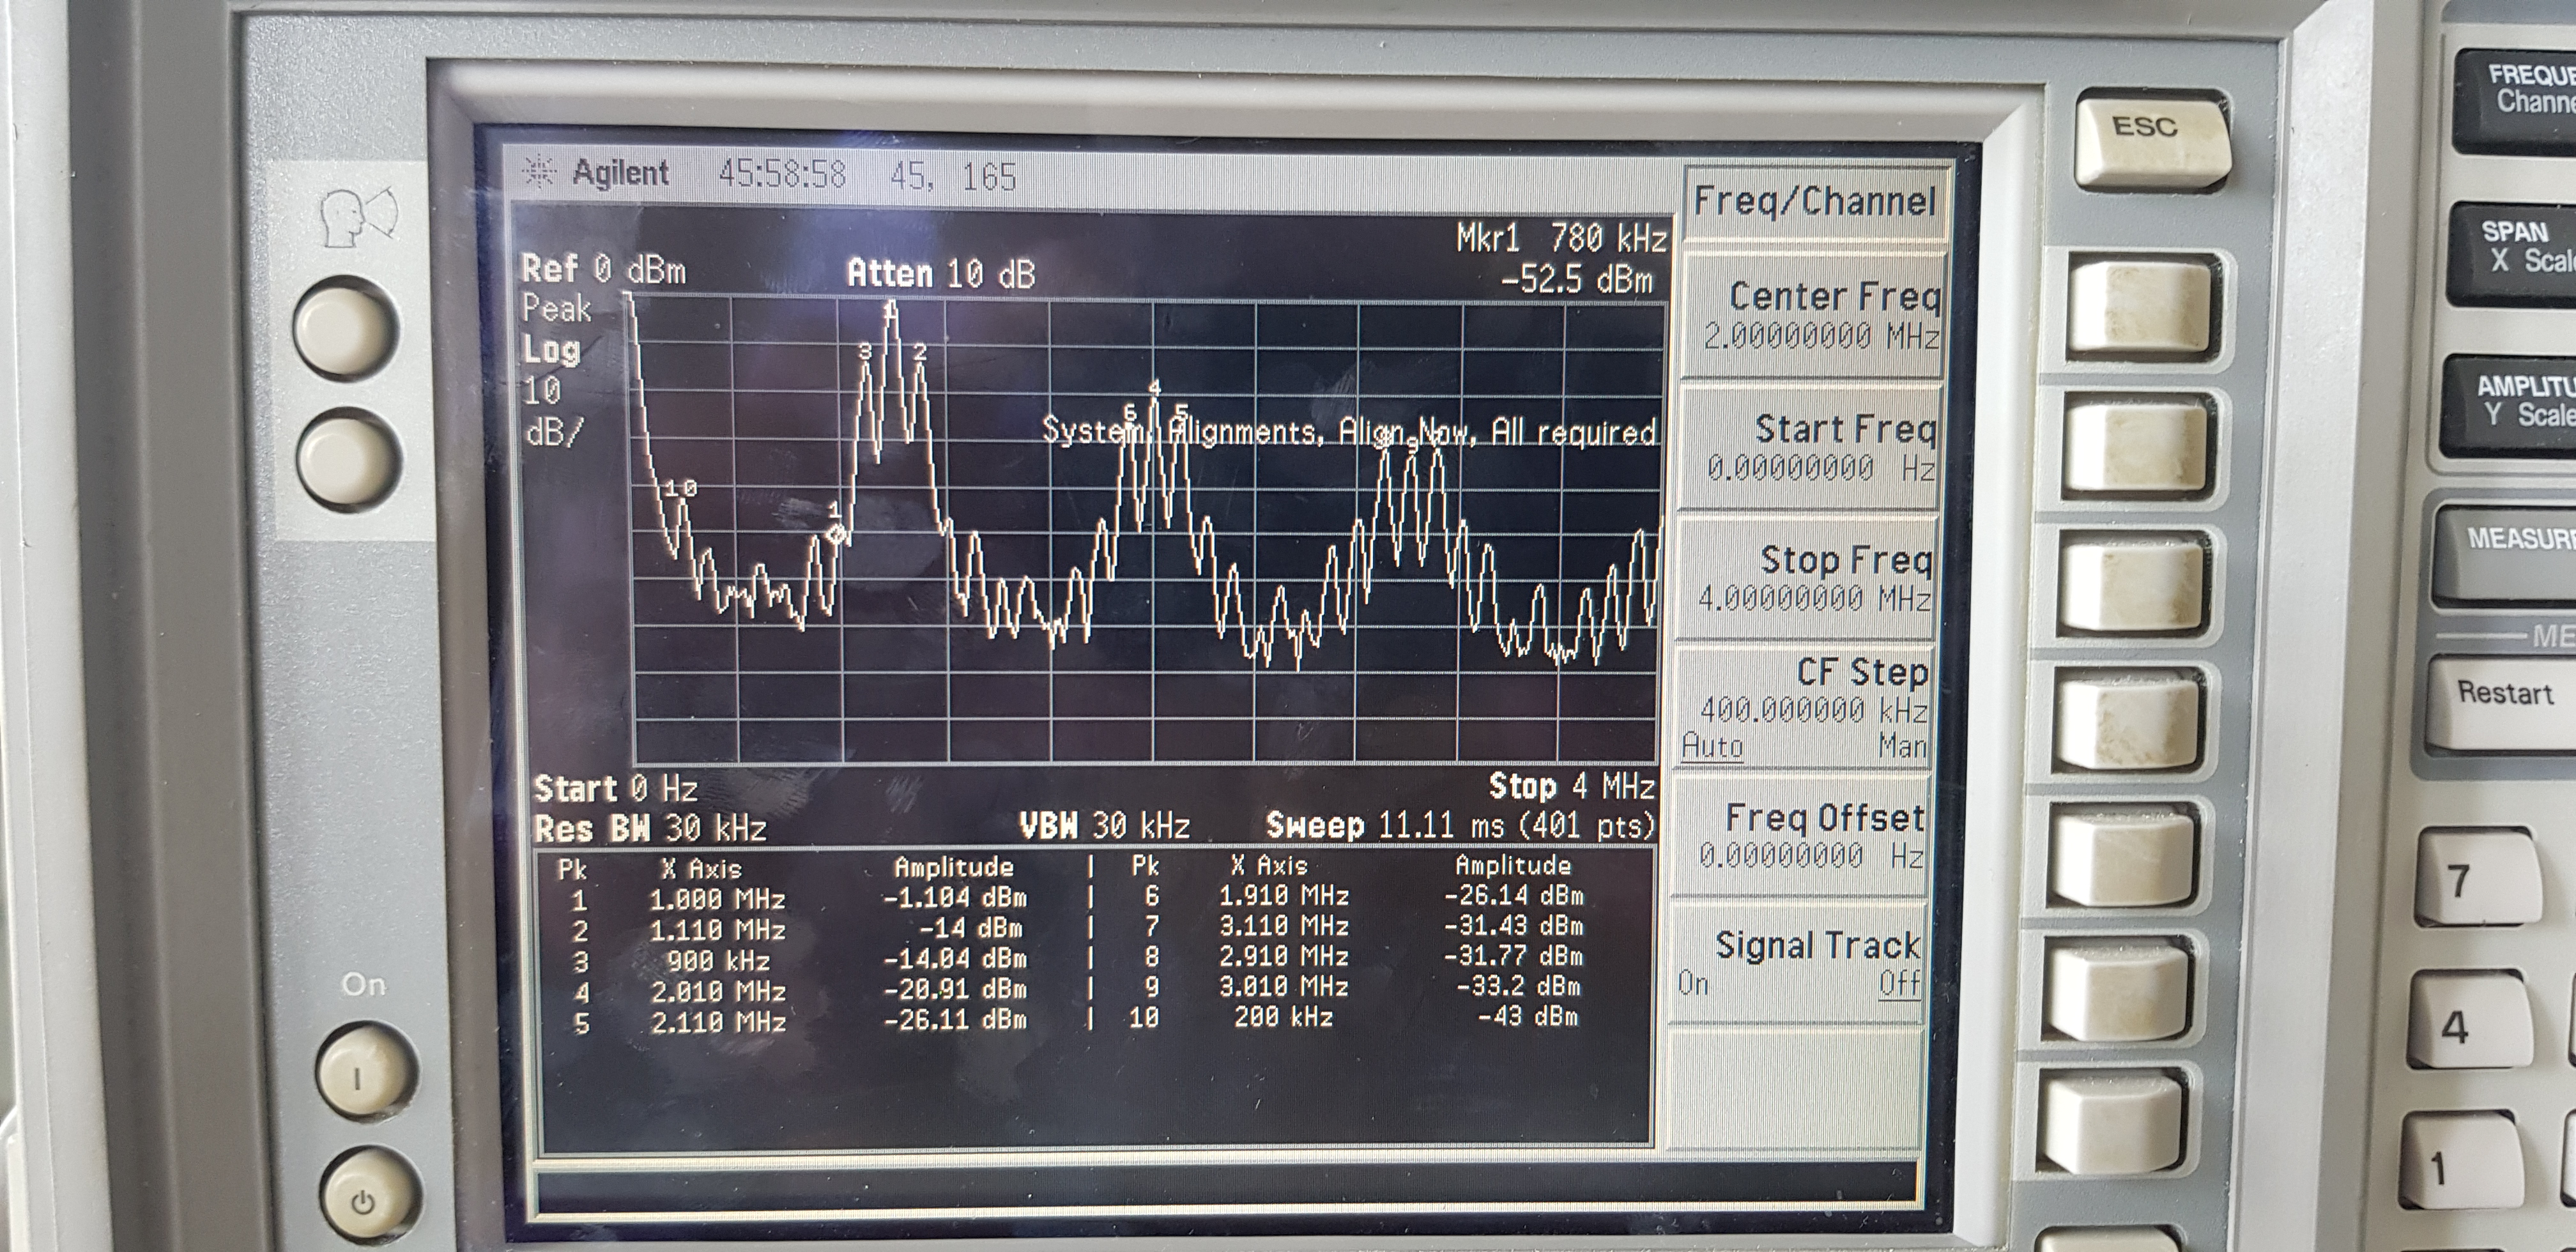 Agilent 45:58:58 45, 165
Mkr1 780 kHz
Ref 0 dBm Atten 10 dB -52.5 dBm
Peak
Log
10
dB/
1
3 2
4
6 5
System, Alignments, Align Now, All required
9
10
1
Start 0 Hz Stop 4 MHz
Res BW 30 kHz VBW 30 kHz Sweep 11.11 ms (401 pts)
Pk X Axis Amplitude | Pk X Axis Amplitude
1 1.000 MHz -1.104 dBm | 6 1.910 MHz -26.14 dBm
2 1.110 MHz -14 dBm | 7 3.110 MHz -31.43 dBm
3 900 kHz -14.04 dBm | 8 2.910 MHz -31.77 dBm
4 2.010 MHz -20.91 dBm | 9 3.010 MHz -33.2 dBm
5 2.110 MHz -26.11 dBm | 10 200 kHz -43 dBm
Freq/Channel
Center Freq
2.00000000 MHz
Start Freq
0.00000000 Hz
Stop Freq
4.00000000 MHz
CF Step
400.000000 kHz
Auto Man
Freq Offset
0.00000000 Hz
Signal Track
On Off
On
ESC
SPAN
X
Y
Restart
7
4
1